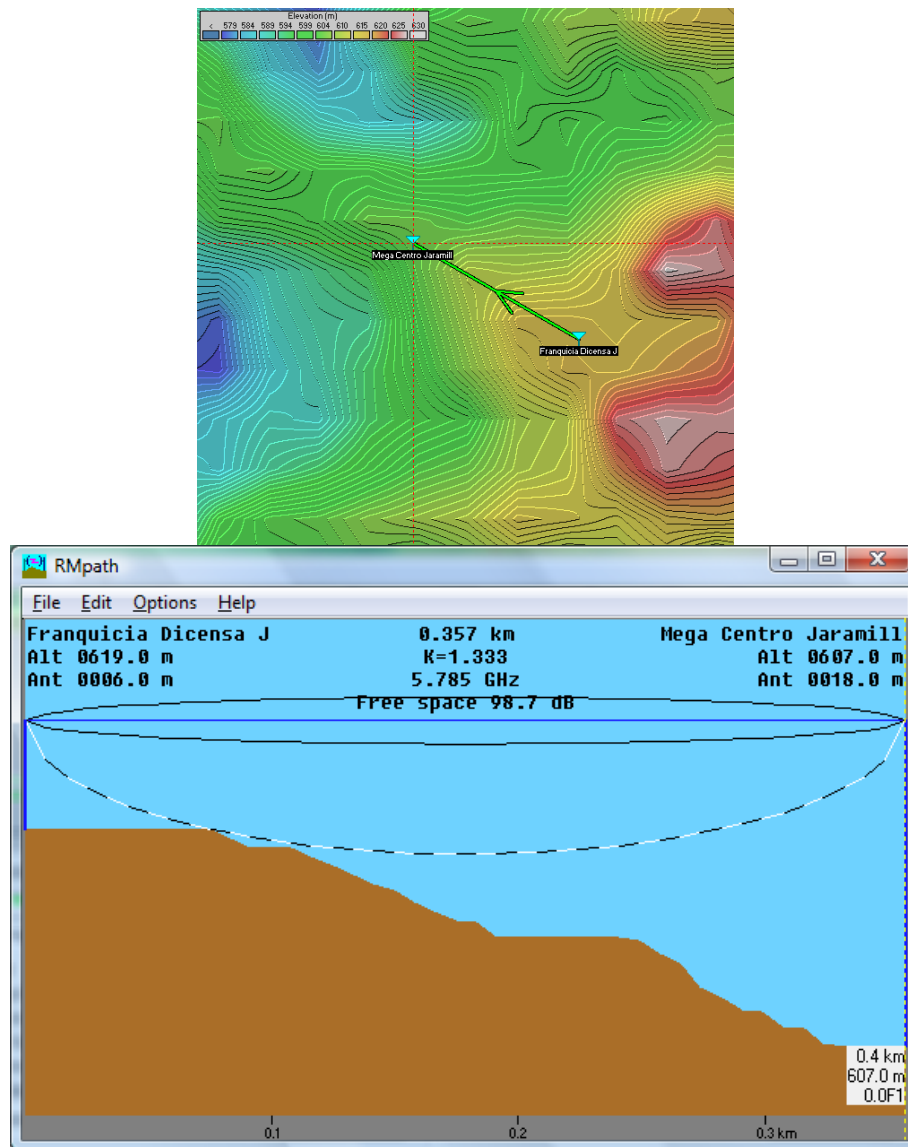 Elevation (m)
< 579 584 589 594 599 604 610 615 620 625 630
Mega Centro Jaramill
Franquicia Dicensa J
RMpath
File Edit Options Help
Franquicia Dicensa J 0.357 km Mega Centro Jaramill
Alt 0619.0 m K=1.333 Alt 0607.0 m
Ant 0006.0 m 5.785 GHz Ant 0018.0 m
Free space 98.7 dB
0.4 km
607.0 m
0.0F1
0.1 0.2 0.3 km